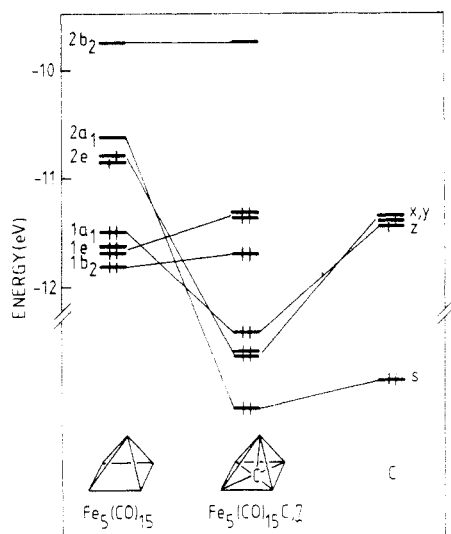 2b2
-10
2a1
2e
-11
1a1
1e
1b2
-12
ENERGY(eV)
x,y
z
s
C
C
Fe5(CO)15
Fe5(CO)15C,2